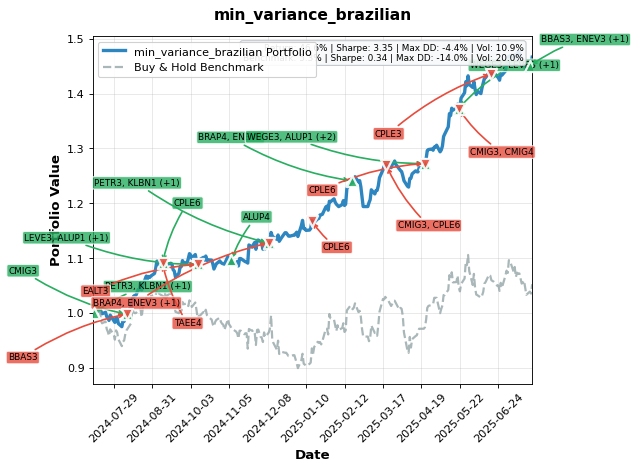 min_variance_brazilian
BBAS3, ENEV3 (+1)
min_variance_brazilian Portfolio
Buy & Hold Benchmark
% | Sharpe: 3.35 | Max DD: -4.4% | Vol: 10.9%
% | Sharpe: 0.34 | Max DD: -14.0% | Vol: 20.0%
WEGE3, LEVE3 (+1)
CPLE3
WEGE3, ALUP1 (+2)
CMIG3, CMIG4
PETR3, KLBN1 (+1)
CPLE6
CPLE6
ALUP4
CMIG3, CPLE6
LEVE3, ALUP1 (+1)
CPLE6
CMIG3
PETR3, KLBN1 (+1)
EALT3
BRAP4, ENEV3 (+1)
TAEE4
BBAS3
Portfolio Value
1.5
1.4
1.3
1.2
1.1
1.0
0.9
2024-07-29
2024-08-31
2024-10-03
2024-11-05
2024-12-08
2025-01-10
2025-02-12
2025-03-17
2025-04-19
2025-05-22
2025-06-24
Date